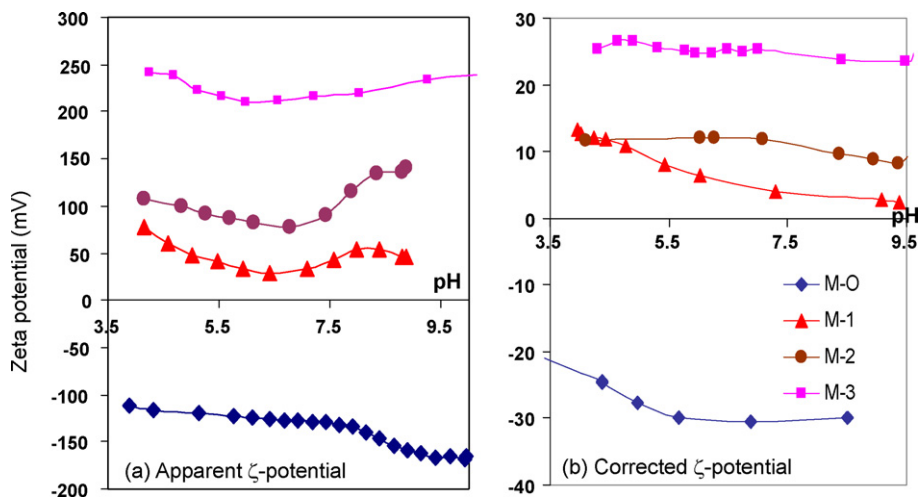 Zeta potential (mV)
300
250
200
150
100
50
0
-50
-100
-150
-200
3.5 5.5 7.5 9.5
pH
(a) Apparent ζ-potential
30
20
10
0
-10
-20
-30
-40
3.5 5.5 7.5 9.5
pH
M-O
M-1
M-2
M-3
(b) Corrected ζ-potential